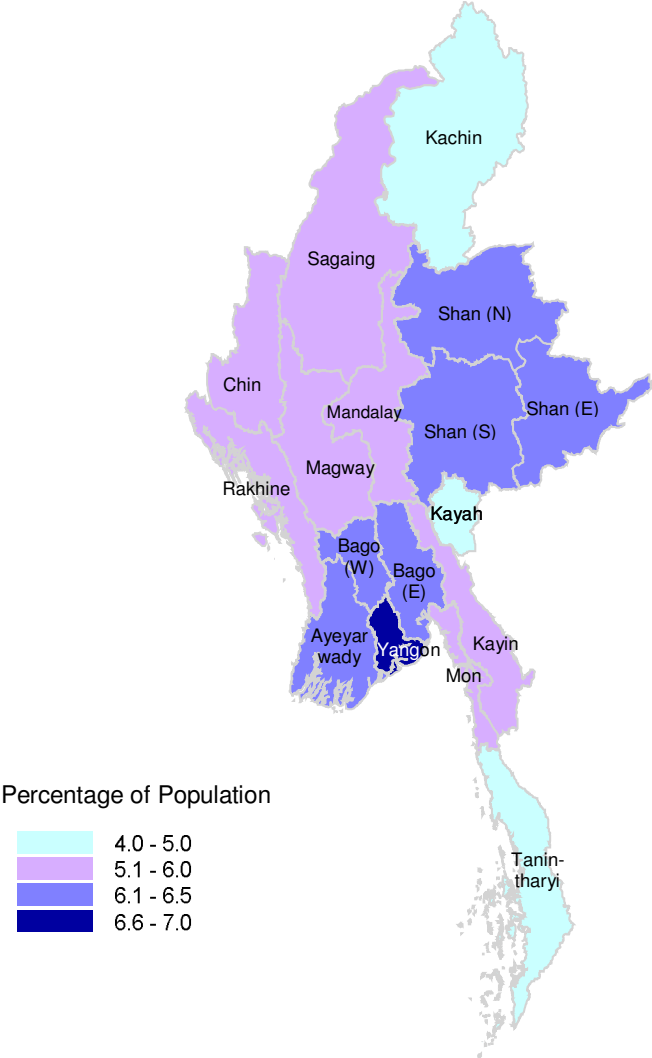 Kachin
Sagaing
Shan (N)
Chin
Mandalay
Shan (E)
Shan (S)
Magway
Rakhine
Kayah
Bago
(W)
Bago
(E)
Ayeyar
wady
Yangon
Kayin
Mon
Percentage of Population
4.0 - 5.0
5.1 - 6.0
6.1 - 6.5
6.6 - 7.0
Tanin-
tharyi